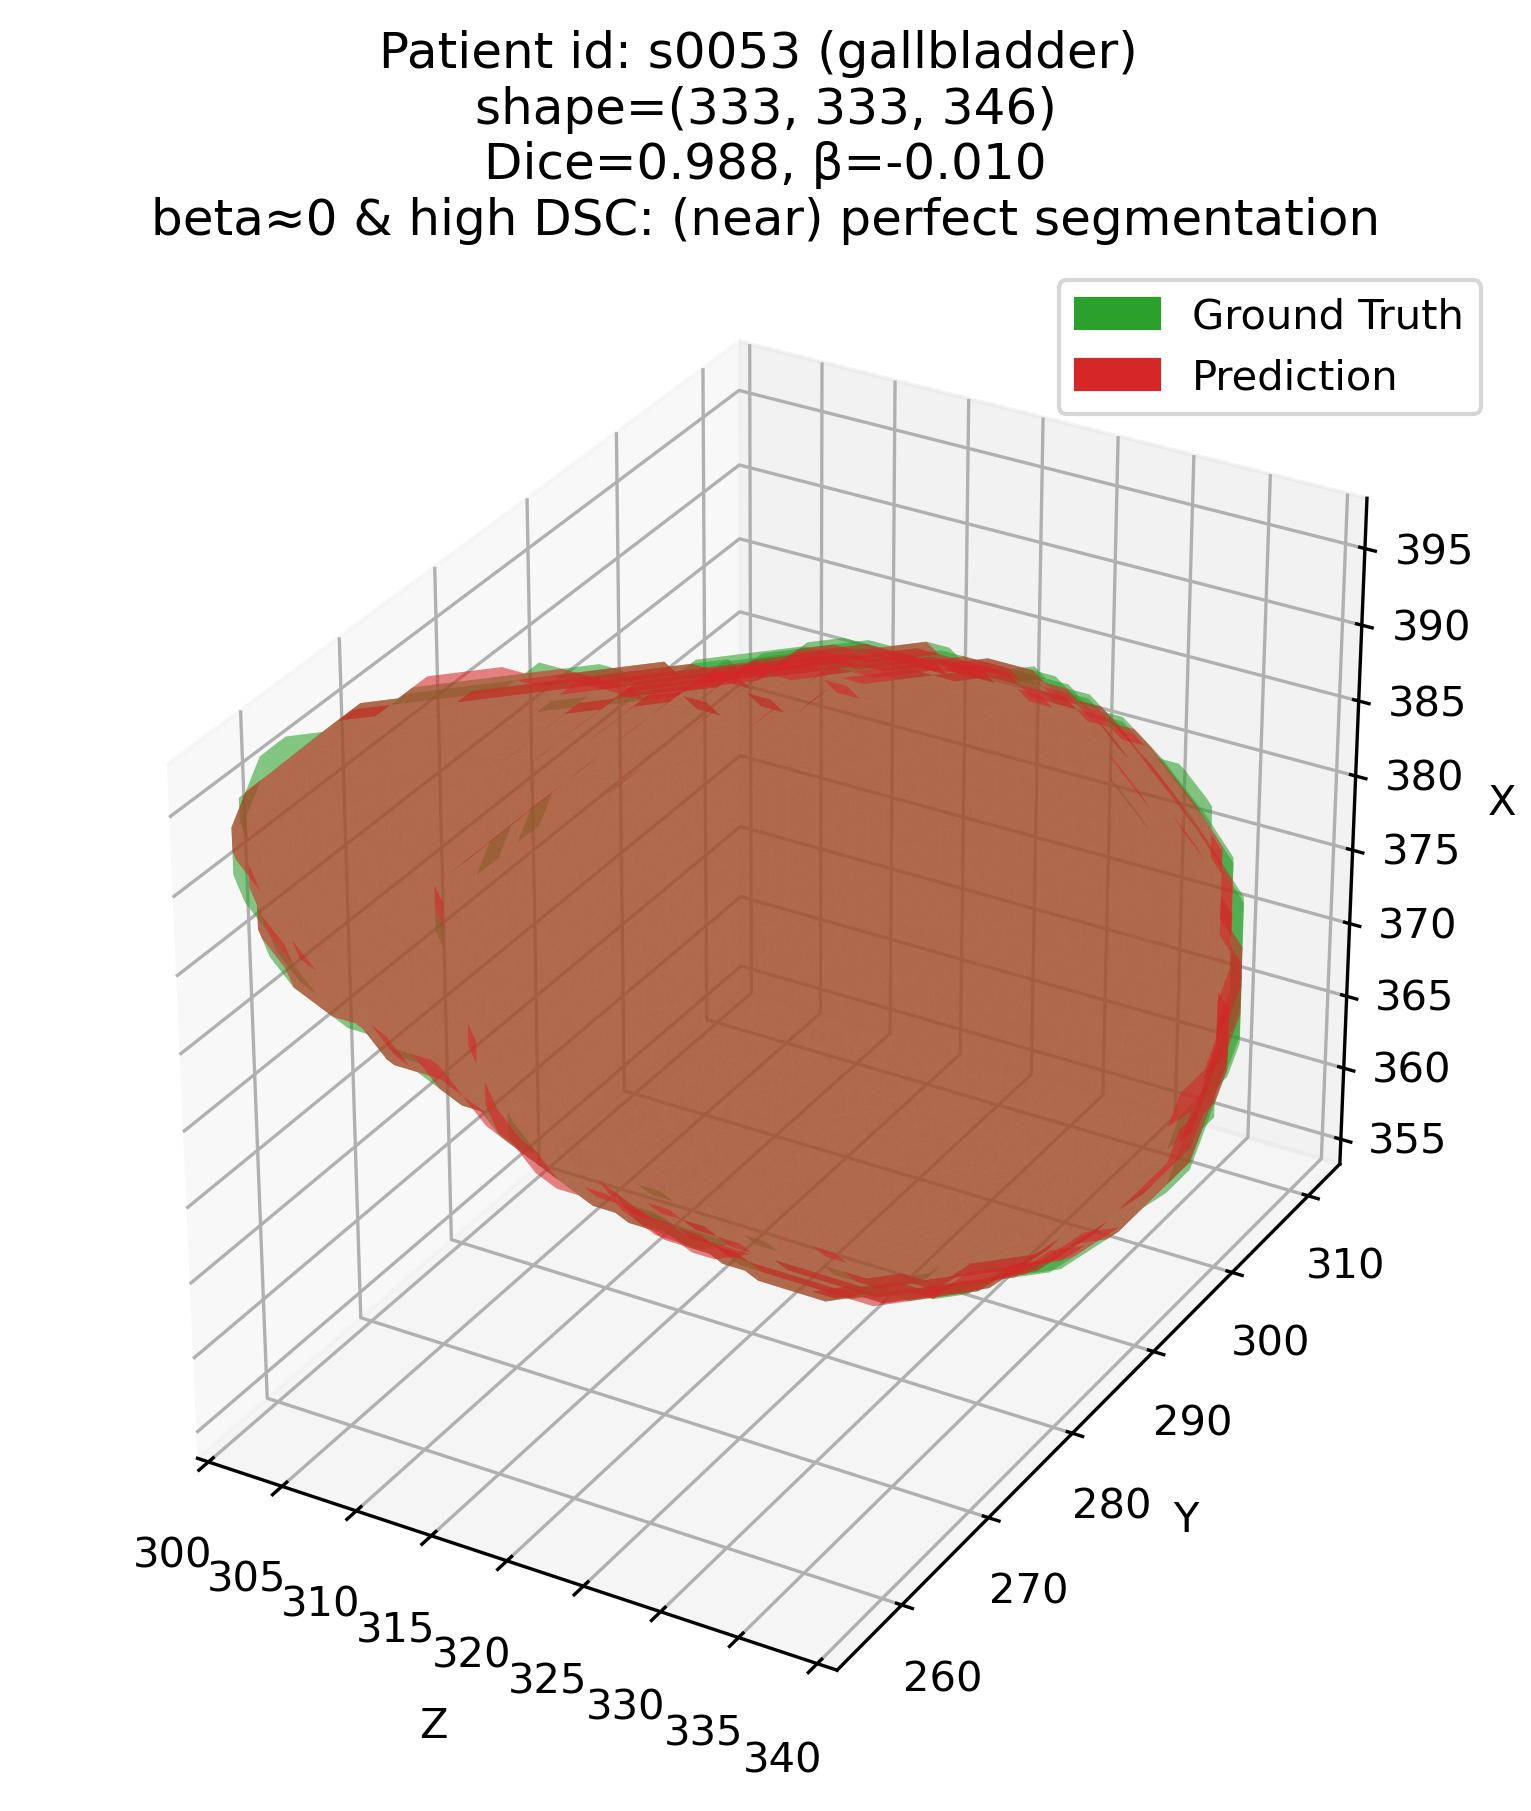 Patient id: s0053 (gallbladder)
shape=(333, 333, 346)
Dice=0.988, β=-0.010
beta≈0 & high DSC: (near) perfect segmentation
Ground Truth
Prediction
395
390
385
380
X
375
370
365
360
355
310
300
290
280
Y
270
260
300
305
310
315
320
325
330
335
340
Z